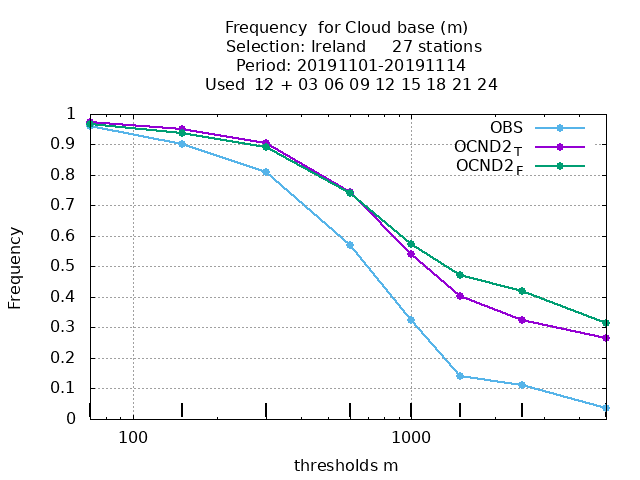 Frequency  for Cloud base (m)
Selection: Ireland     27 stations
Period: 20191101-20191114
Used  12 + 03 06 09 12 15 18 21 24
OBS
OCND2T
OCND2F
1
0.9
0.8
0.7
0.6
0.5
0.4
0.3
0.2
0.1
0
Frequency
100
1000
thresholds m